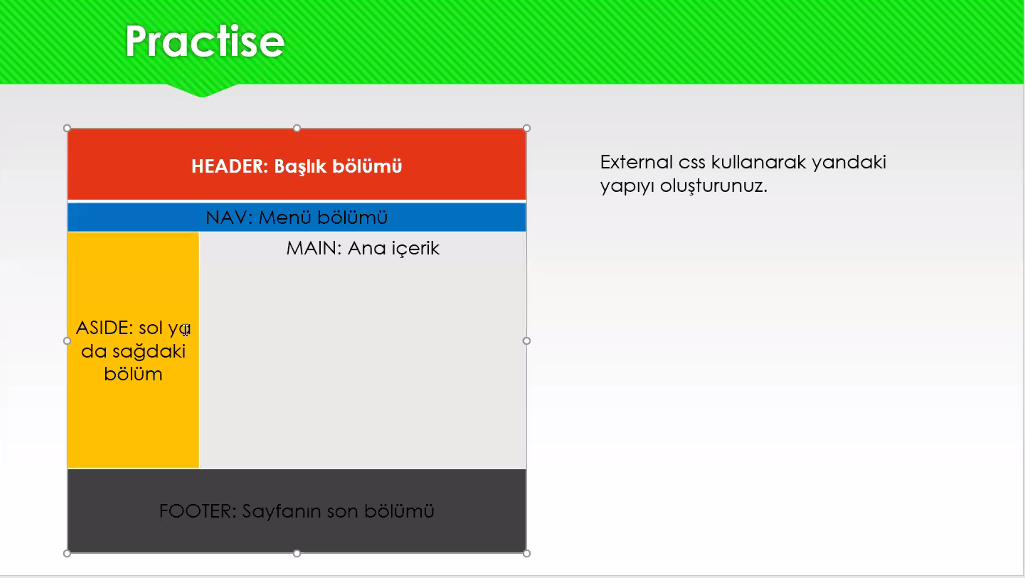 Practise
HEADER: Başlık bölümü
NAV: Menü bölümü
MAIN: Ana içerik
ASIDE: sol ya
da sağdaki
bölüm
FOOTER: Sayfanın son bölümü
External css kullanarak yandaki
yapıyı oluşturunuz.